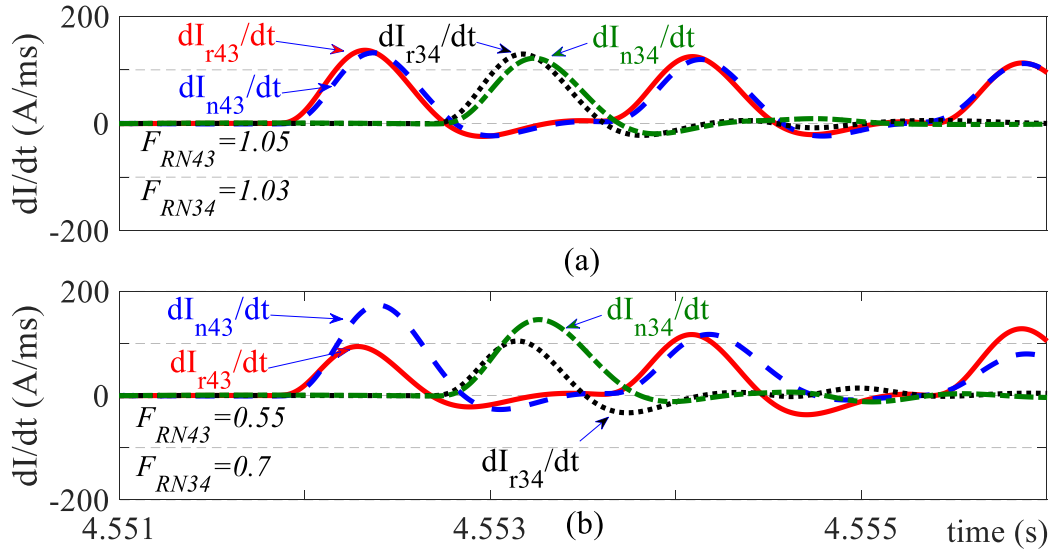 200
dI_r43/dt
dI_r34/dt
dI_n34/dt
100
dI_n43/dt
dI/dt (A/ms)
0
F_RN43=1.05
F_RN34=1.03
-200
(a)
200
dI_n43/dt
dI_n34/dt
100
dI_r43/dt
dI/dt (A/ms)
0
F_RN43=0.55
F_RN34=0.7
dI_r34/dt
-200
4.551
4.553
(b)
4.555
time (s)